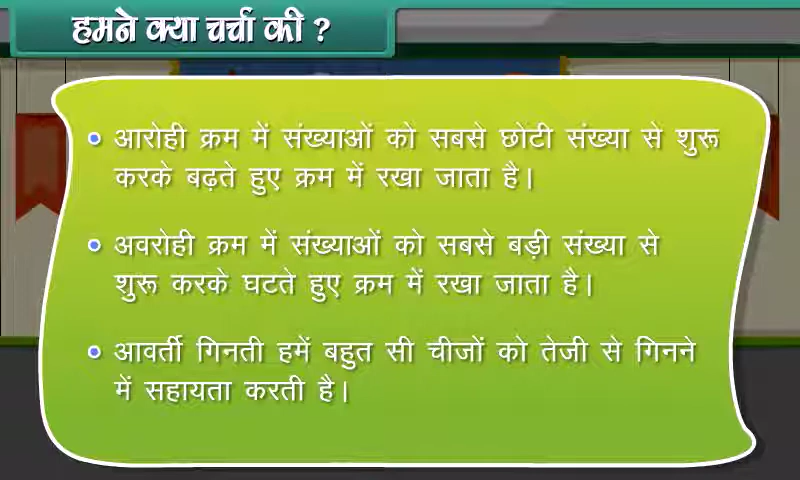 हमने क्या चर्चा की ?
आरोही क्रम में संख्याओं को सबसे छोटी संख्या से शुरू
करके बढ़ते हुए क्रम में रखा जाता है।
अवरोही क्रम में संख्याओं को सबसे बड़ी संख्या से
शुरू करके घटते हुए क्रम में रखा जाता है।
आवर्ती गिनती हमें बहुत सी चीजों को तेजी से गिनने
में सहायता करती है।